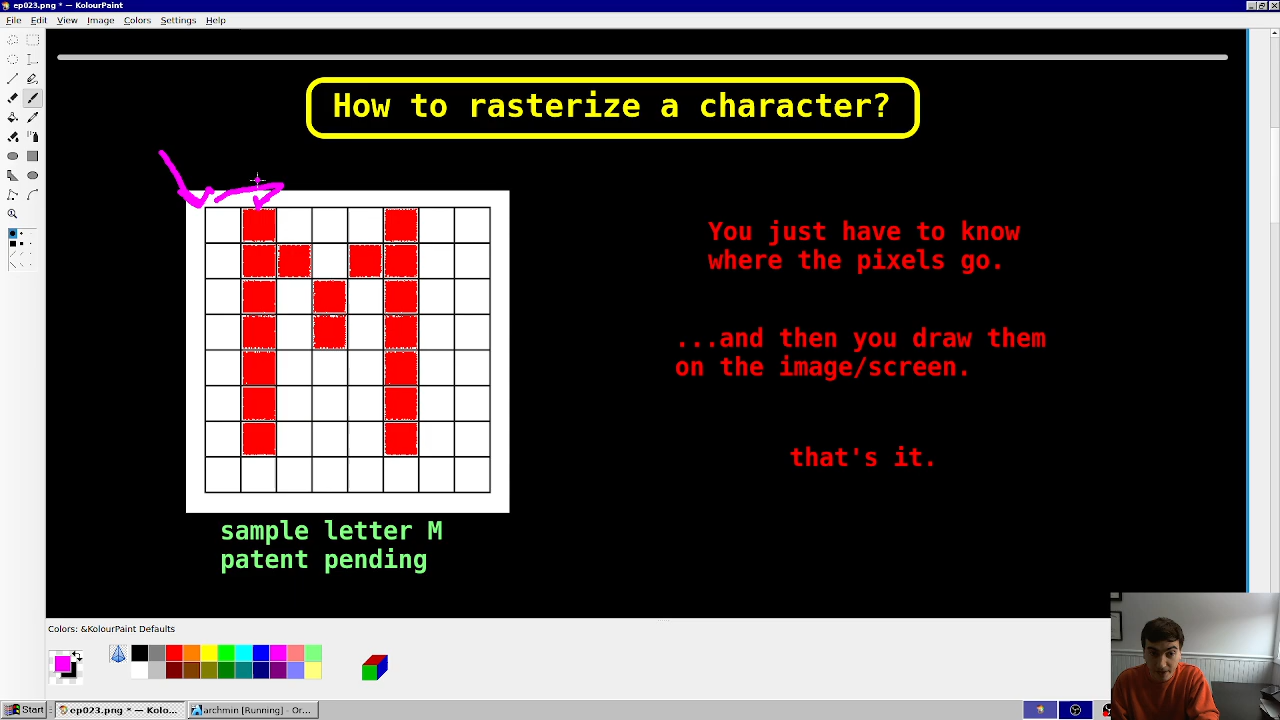 ep023.png * — KolourPaint
File Edit View Image Colors Settings Help
How to rasterize a character?
You just have to know
where the pixels go.
...and then you draw them
on the image/screen.
that's it.
sample letter M
patent pending
Colors: &KolourPaint Defaults
Start
ep023.png * — Kolo...
archmin [Running] - Or...